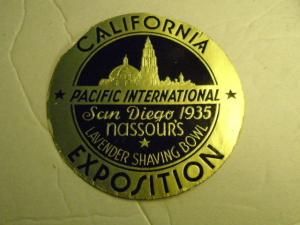 CALIFORNIA
PACIFIC INTERNATIONAL
San Diego 1935
nassour's
LAVENDER SHAVING BOWL
EXPOSITION